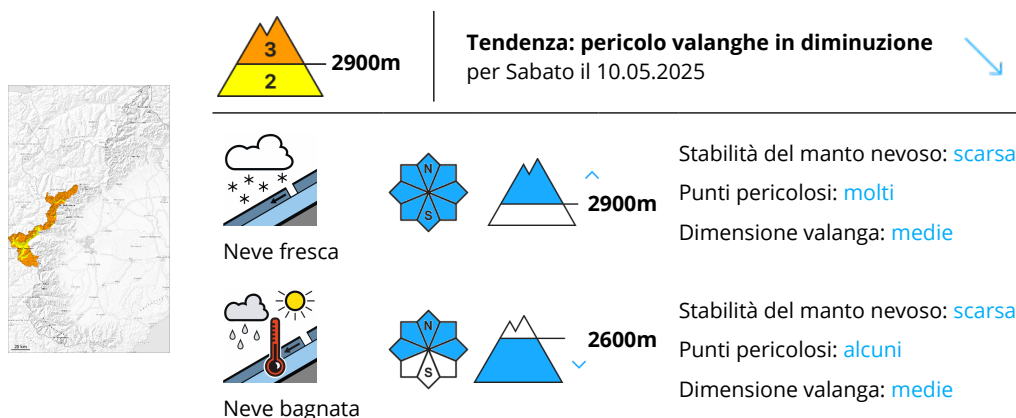 3
2
2900m
Tendenza: pericolo valanghe in diminuzione
per Sabato il 10.05.2025
20 km
N
S
2900m
Neve fresca
Stabilità del manto nevoso: scarsa
Punti pericolosi: molti
Dimensione valanga: medie
N
S
2600m
Neve bagnata
Stabilità del manto nevoso: scarsa
Punti pericolosi: alcuni
Dimensione valanga: medie